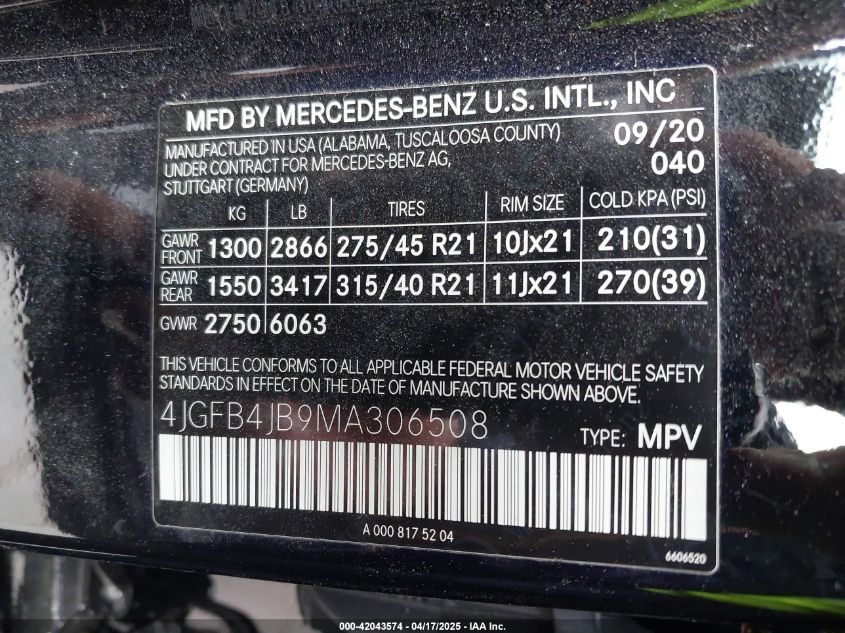 MFD BY MERCEDES-BENZ U.S. INTL., INC
MANUFACTURED IN USA (ALABAMA, TUSCALOOSA COUNTY) 09/20
UNDER CONTRACT FOR MERCEDES-BENZ AG, 040
STUTTGART (GERMANY)
KG LB TIRES RIM SIZE COLD KPA (PSI)
GAWR FRONT 1300 2866 275/45 R21 10Jx21 210(31)
GAWR REAR 1550 3417 315/40 R21 11Jx21 270(39)
GVWR 2750 6063
THIS VEHICLE CONFORMS TO ALL APPLICABLE FEDERAL MOTOR VEHICLE SAFETY
STANDARDS IN EFFECT ON THE DATE OF MANUFACTURE SHOWN ABOVE.
4JGFB4JB9MA306508 TYPE: MPV
A 000 817 52 04
6606520
000-42043574 - 04/17/2025 - IAA Inc.